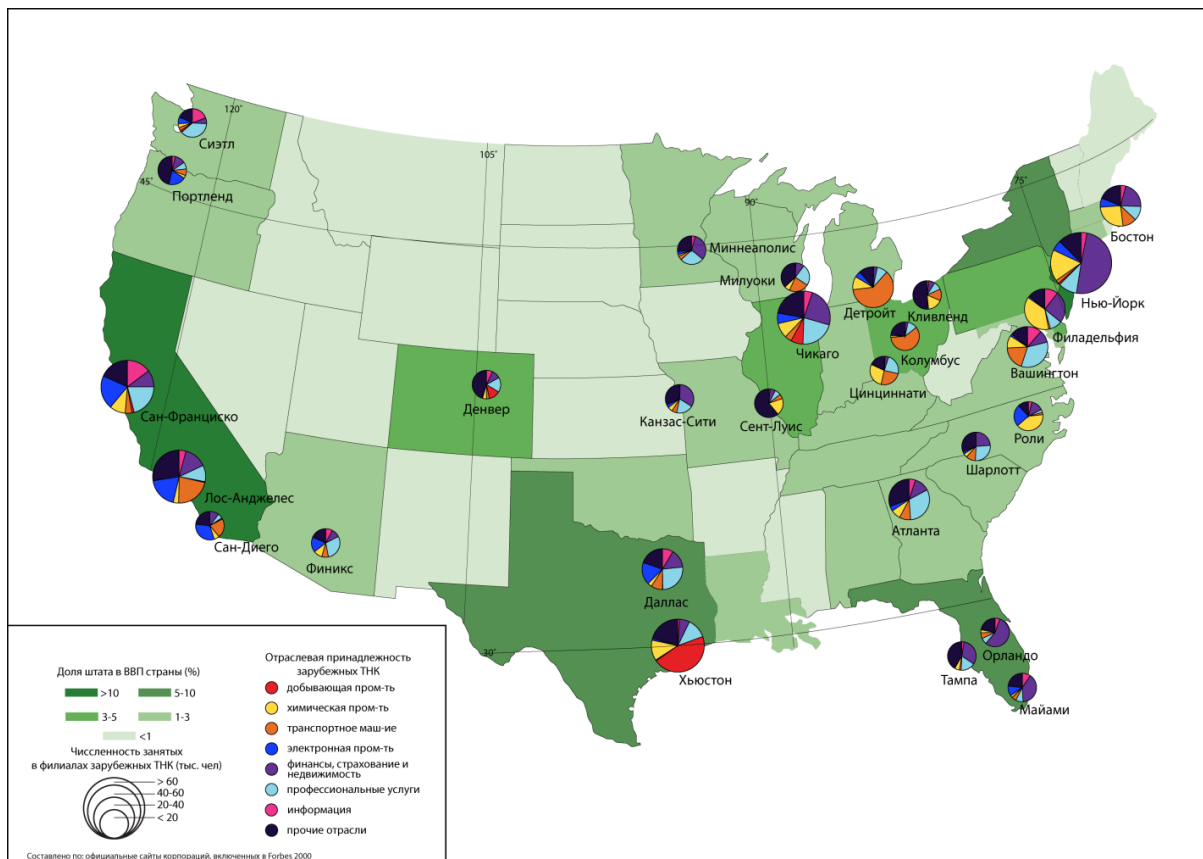 120°
Сиэтл
105°
Портленд
45°
75°
90°
Миннеаполис
Бостон
Милуоки
Нью-Йорк
Детройт
Кливленд
Чикаго
Филадельфия
Колумбус
Вашингтон
Цинциннати
Сан-Франциско
Денвер
Канзас-Сити
Сент-Луис
Роли
Шарлотт
Лос-Анджелес
Атланта
Сан-Диего
Финикс
Даллас
30°
Орландо
Хьюстон
Тампа
Майами
Доля штата в ВВП страны (%)
>10
5-10
3-5
1-3
<1
Чиссленность занятых
в филиалах зарубежных ТНК (тыс. чел)
> 60
40-60
20-40
< 20
Отраслевая принадлежность
зарубежных ТНК
добывающая пром-ть
химическая пром-ть
транспортное маш-ие
электронная пром-ть
финансы, страхование и
недвижимость
профессиональные услуги
информация
прочие отрасли
Составлено по: официальные сайты корпораций, включенных в Forbes 2000